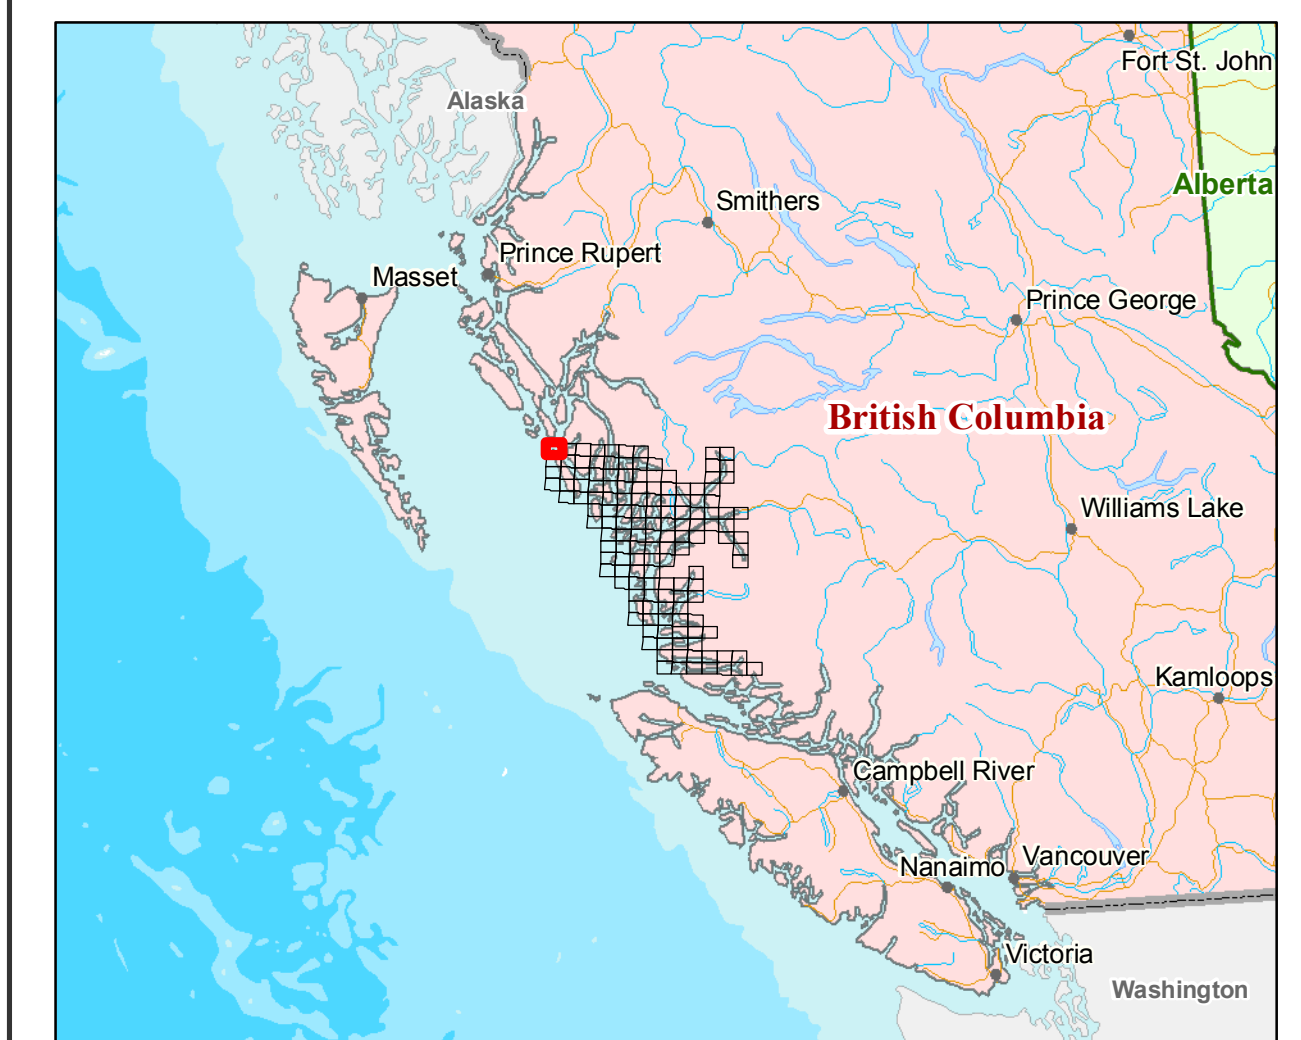 Fort St. John
Alaska
Alberta
Smithers
Prince Rupert
Masset
Prince George
British Columbia
Williams Lake
Kamloops
Campbell River
Vancouver
Nanaimo
Victoria
Washington